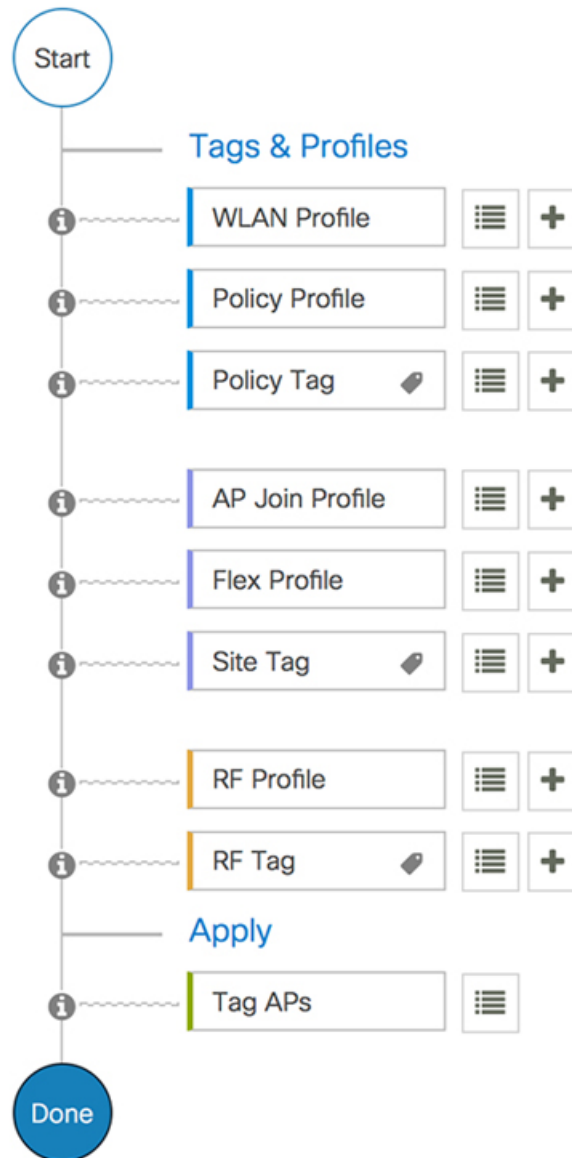 Start
Tags & Profiles
WLAN Profile
Policy Profile
Policy Tag
AP Join Profile
Flex Profile
Site Tag
RF Profile
RF Tag
Apply
Tag APs
Done